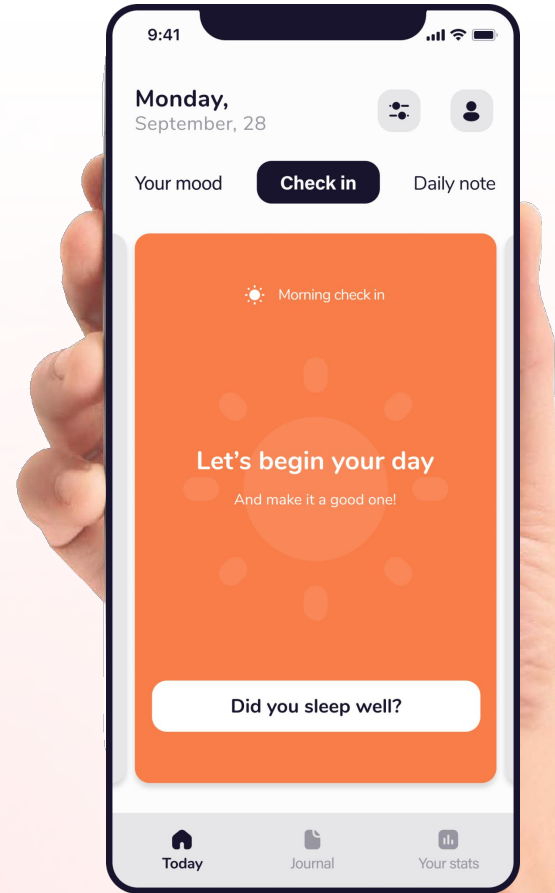 9:41
Monday,
September, 28
Your mood
Check in
Daily note
Morning check in
Let's begin your day
And make it a good one!
Did you sleep well?
Today
Journal
Your stats